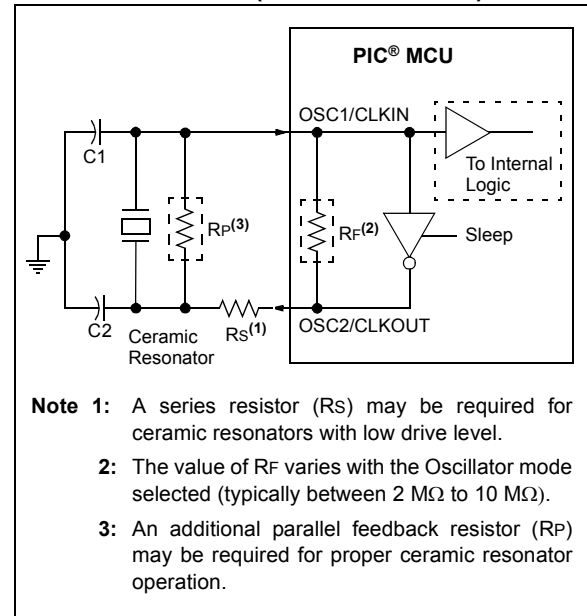 PIC® MCU
OSC1/CLKIN
C1
To Internal
Logic
RP(3)
RF(2)
Sleep
C2
Ceramic
Resonator
RS(1)
OSC2/CLKOUT
Note 1: A series resistor (RS) may be required for
ceramic resonators with low drive level.
2: The value of RF varies with the Oscillator mode
selected (typically between 2 MΩ to 10 MΩ).
3: An additional parallel feedback resistor (RP)
may be required for proper ceramic resonator
operation.